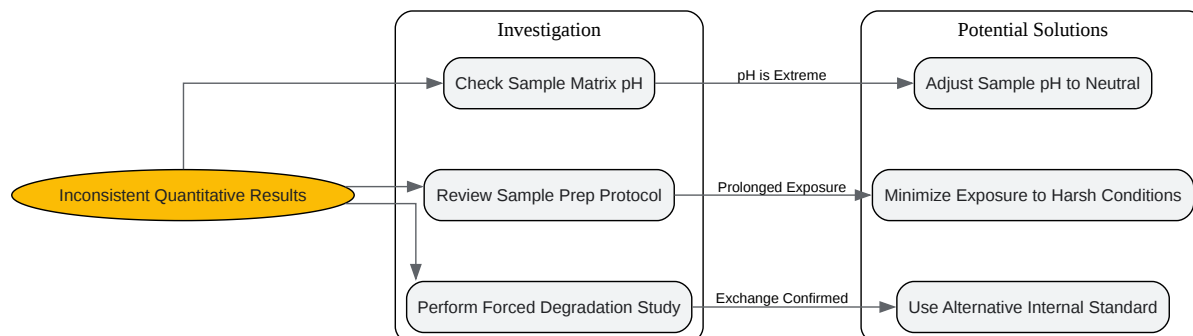 Investigation
Potential Solutions
Check Sample Matrix pH
pH is Extreme
Adjust Sample pH to Neutral
Inconsistent Quantitative Results
Review Sample Prep Protocol
Prolonged Exposure
Minimize Exposure to Harsh Conditions
Perform Forced Degradation Study
Exchange Confirmed
Use Alternative Internal Standard